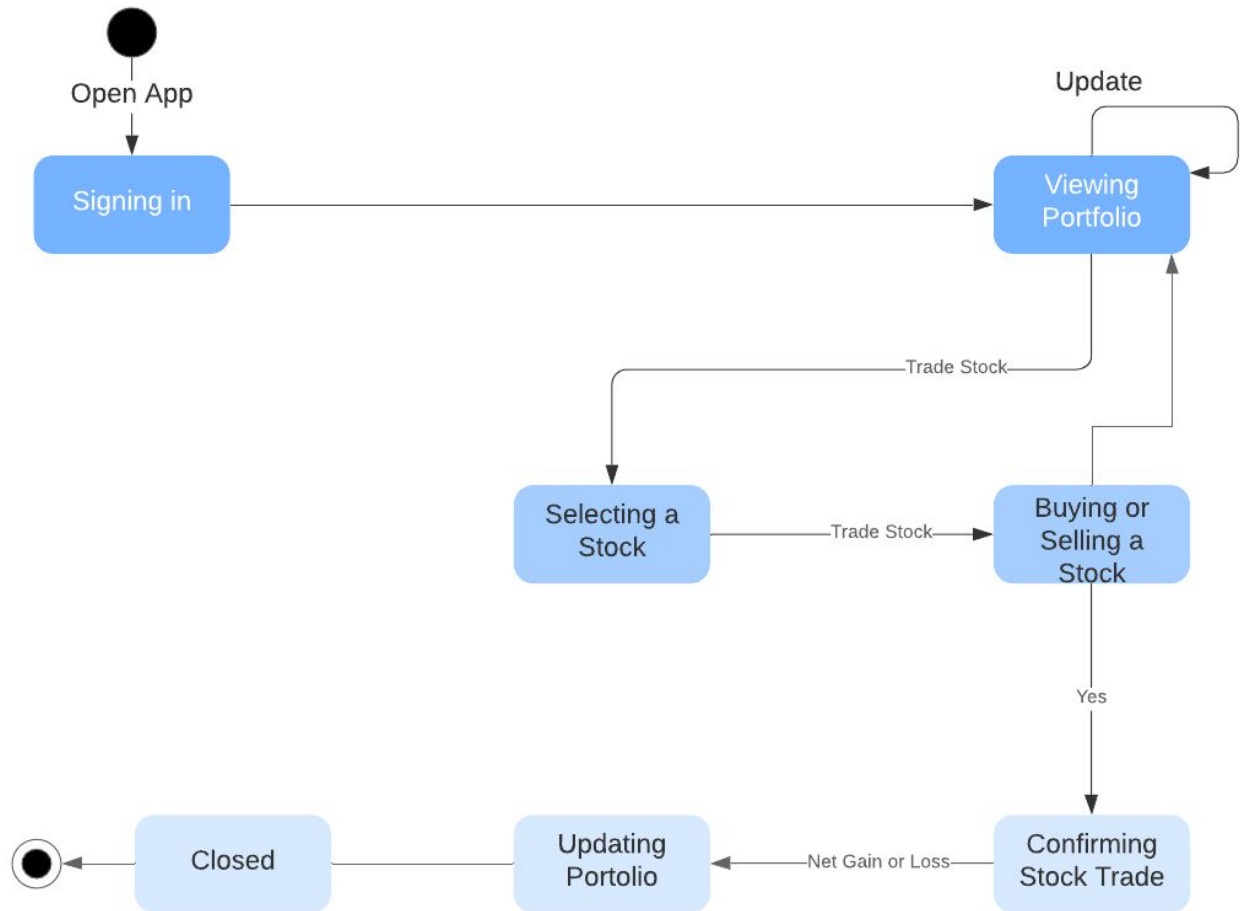 Open App
Update
Signing in
Viewing
Portfolio
Trade Stock
Selecting a
Stock
Trade Stock
Buying or
Selling a
Stock
Yes
Closed
Updating
Portolio
Net Gain or Loss
Confirming
Stock Trade